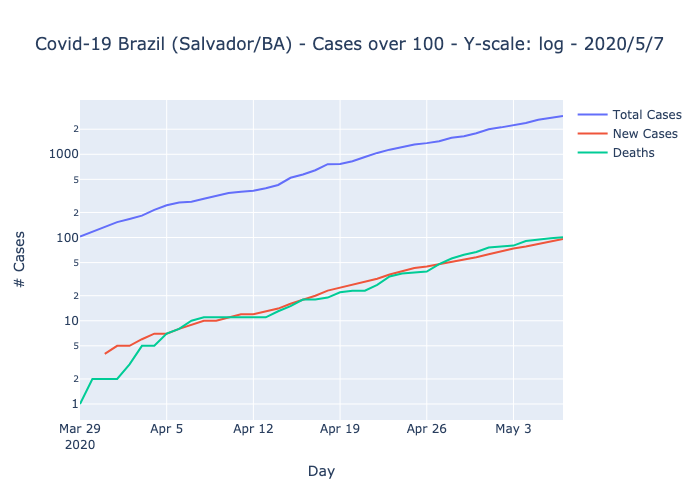 Covid-19 Brazil (Salvador/BA) - Cases over 100 - Y-scale: log - 2020/5/7
Total Cases
New Cases
Deaths
2
1000
5
2
100
5
2
10
5
2
1
# Cases
Mar 29 Apr 5 Apr 12 Apr 19 Apr 26 May 3
2020
Day